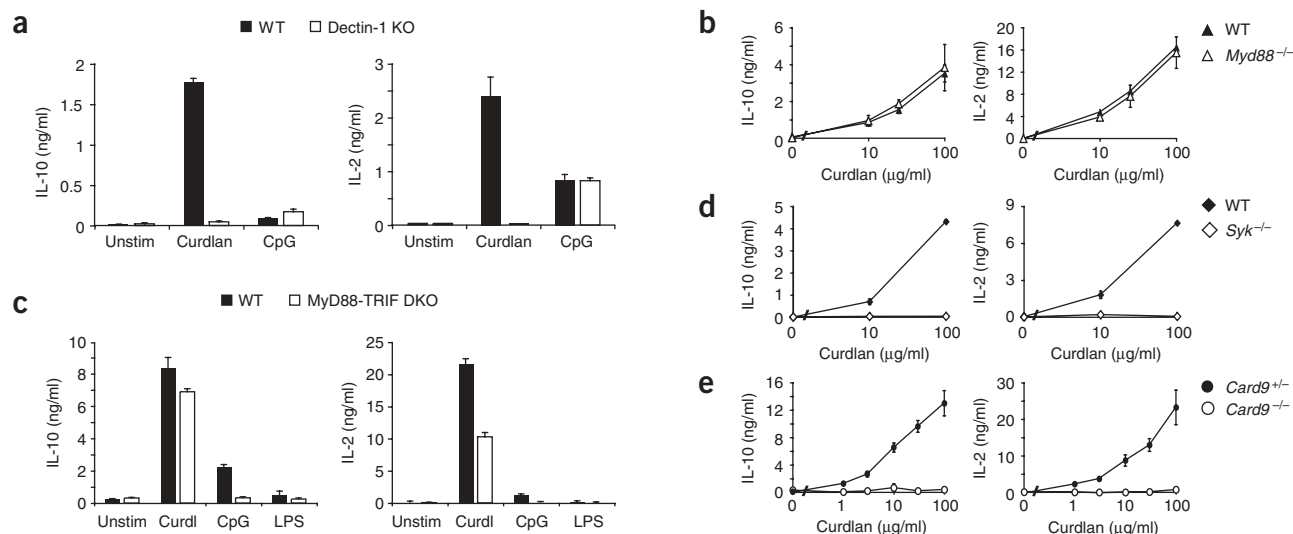 a
WT Dectin-1 KO
IL-10 (ng/ml)
2
1.5
1
0.5
0
Unstim Curdlan CpG
IL-2 (ng/ml)
3
2
1
0
Unstim Curdlan CpG
b
WT
Myd88–/–
IL-10 (ng/ml)
6
4
2
0
0 10 100
Curdlan (μg/ml)
IL-2 (ng/ml)
20
16
12
8
4
0
0 10 100
Curdlan (μg/ml)
c
WT MyD88-TRIF DKO
IL-10 (ng/ml)
10
8
6
4
2
0
Unstim Curdl CpG LPS
IL-2 (ng/ml)
25
20
15
10
5
0
Unstim Curdl CpG LPS
d
WT
Syk–/–
IL-10 (ng/ml)
5
4
3
2
1
0
0 10 100
Curdlan (μg/ml)
IL-2 (ng/ml)
9
6
3
0
0 10 100
Curdlan (μg/ml)
e
Card9+/–
Card9–/–
IL-10 (ng/ml)
16
12
8
4
0
0 1 10 100
Curdlan (μg/ml)
IL-2 (ng/ml)
30
20
10
0
0 1 10 100
Curdlan (μg/ml)